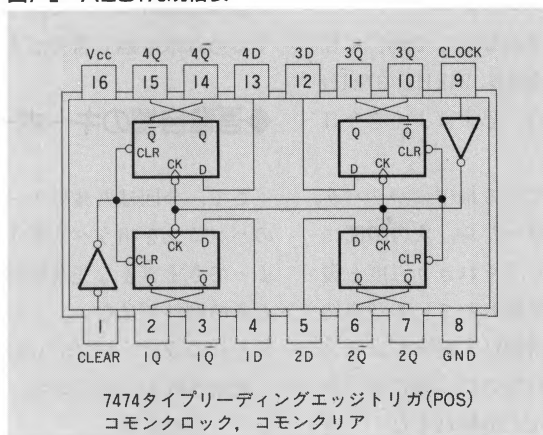 Vcc 4Q 4Q̅ 4D 3D 3Q̅ 3Q CLOCK
16 15 14 13 12 11 10 9
Q̅ Q Q Q̅
CLR CLR
CK D D CK
CK D D CK
CLR CLR
Q Q̅ Q̅ Q
1 2 3 4 5 6 7 8
CLEAR 1Q 1Q̅ 1D 2D 2Q̅ 2Q GND
7474タイプリーディングエッジトリガ(POS)
コモンクロック，コモンクリア